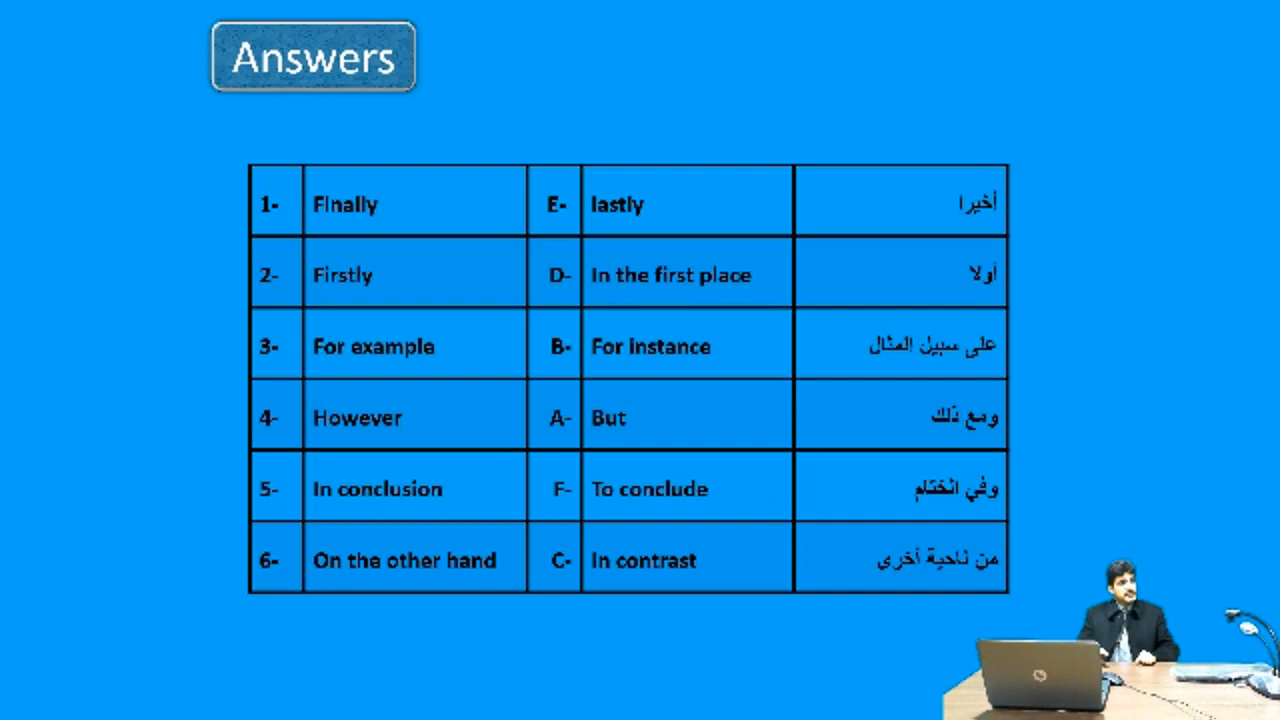 Answers
1- Finally E- lastly أخيرا
2- Firstly D- In the first place أولا
3- For example B- For instance على سبيل المثال
4- However A- But ومع ذلك
5- In conclusion F- To conclude وفي الختام
6- On the other hand C- In contrast من ناحية أخرى